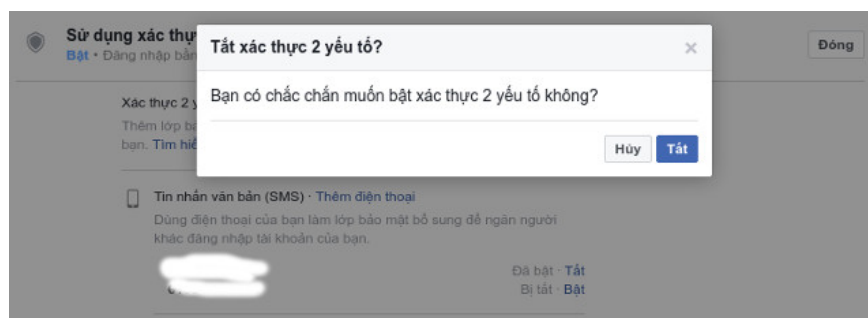 Sử dụng xác thự
Bật • Đăng nhập bằn
Đóng
Tắt xác thực 2 yếu tố?
Bạn có chắc chắn muốn bật xác thực 2 yếu tố không?
Hủy Tắt
Xác thực 2 y
Thêm lớp bả
bạn. Tìm hiể
Tin nhắn văn bản (SMS) · Thêm điện thoại
Dùng điện thoại của bạn làm lớp bảo mật bổ sung để ngăn người
khác đăng nhập tài khoản của bạn.
Đã bật · Tắt
Bị tắt · Bật